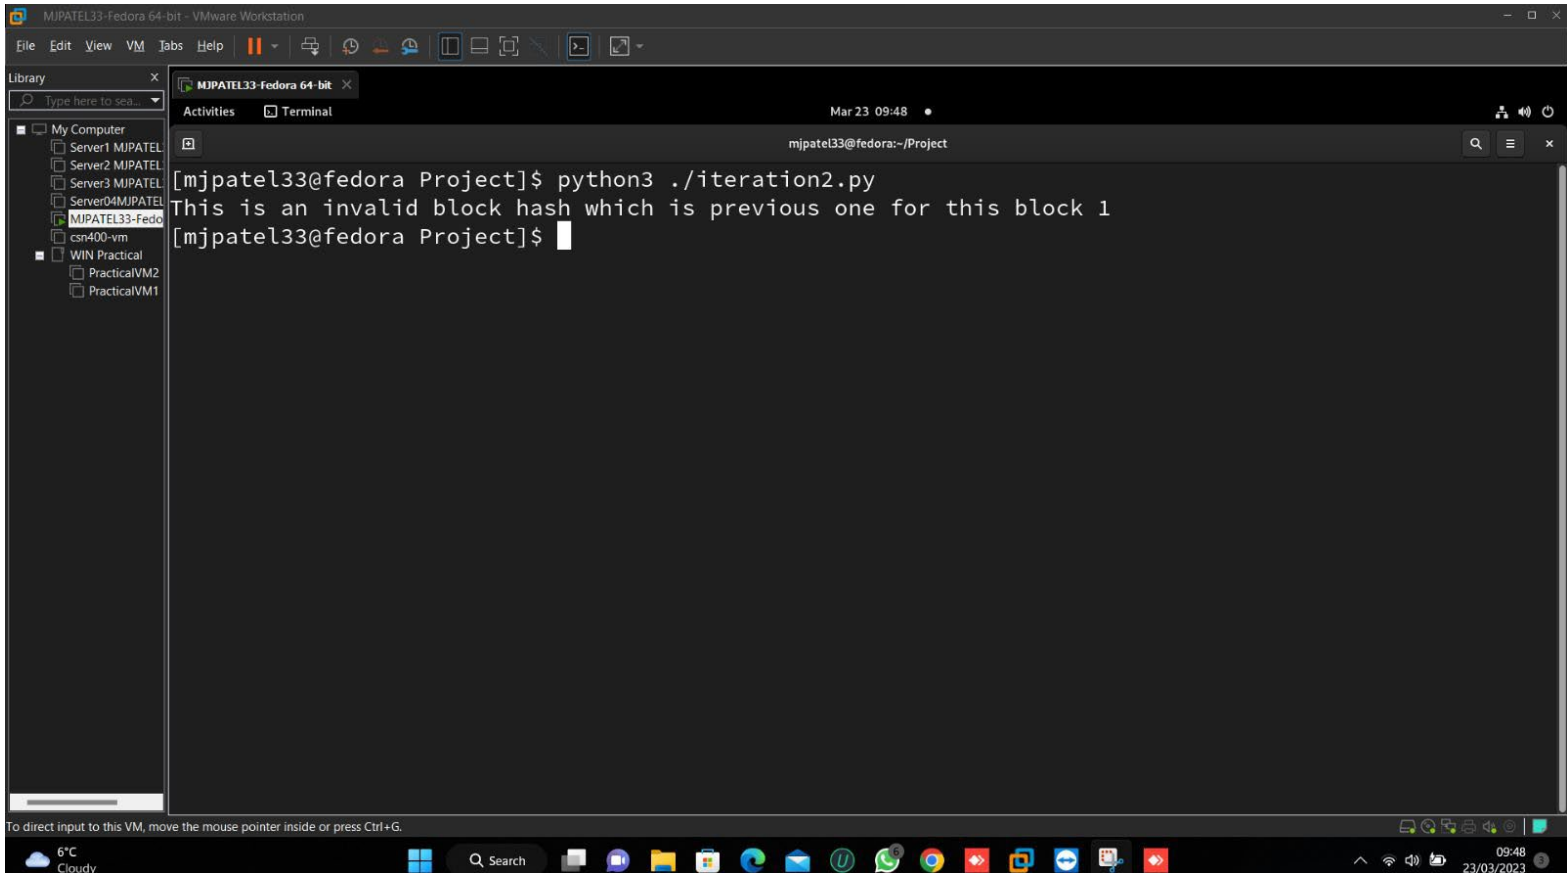 MJPATEL33-Fedora 64-bit - VMware Workstation
File Edit View VM Tabs Help
Library X
Type here to sea...
MJPATEL33-Fedora 64-bit
My Computer
Server1 MJPATEL
Server2 MJPATEL
Server3 MJPATEL
Server04MJPATEL
MJPATEL33-Fedo
csn400-vm
WIN Practical
PracticalVM2
PracticalVM1
Activities Terminal Mar 23 09:48
mjpatel33@fedora:~/Project
[mjpatel33@fedora Project]$ python3 ./iteration2.py
This is an invalid block hash which is previous one for this block 1
[mjpatel33@fedora Project]$
To direct input to this VM, move the mouse pointer inside or press Ctrl+G.
6°C
Cloudy
Search
6
09:48
23/03/2023
3